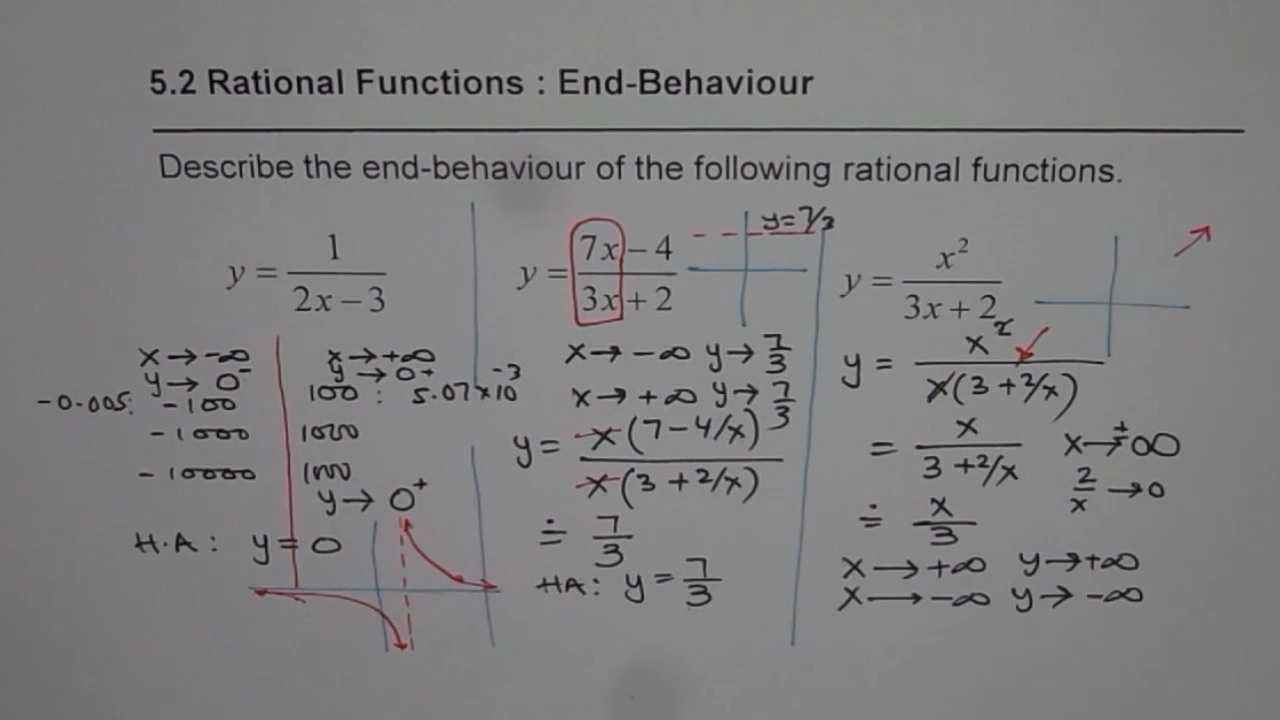 5.2 Rational Functions : End-Behaviour
Describe the end-behaviour of the following rational functions.
y = 1/(2x − 3)
x → -∞
y → 0⁻
-0.005: -100
-1000
-10000
x → +∞
y → 0+
100 : 5.07×10⁻³
1000
1000
y → 0⁺
H.A : y = 0
y = (7x − 4)/(3x + 2)
y = 7/3
x → -∞ y → 7/3
x → +∞ y → 7/3
y = x(7 - 4/x)/x(3 + 2/x)
≐ 7/3
HA: y = 7/3
y = x²/(3x + 2)
y = x²/x(3 + 2/x)
= x/(3 + 2/x)
x → ±∞
2/x → 0
≐ x/3
x → +∞ y → +∞
x → -∞ y → -∞